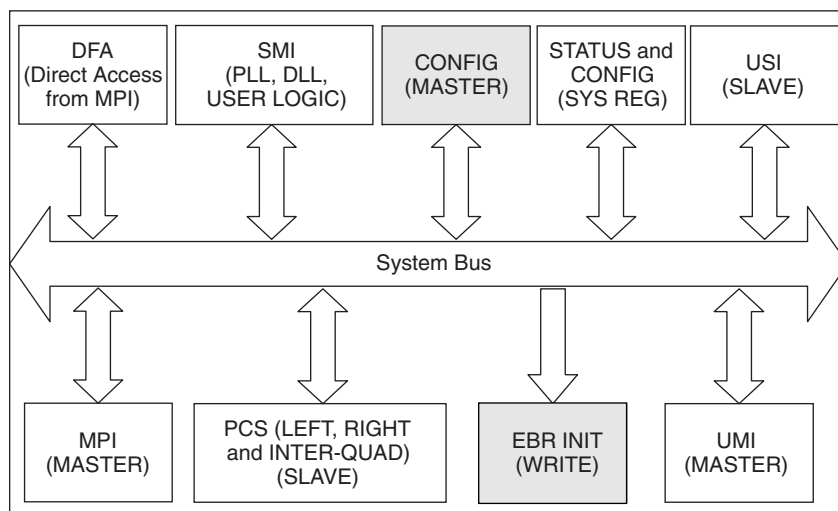 DFA
(Direct Access
from MPI)
SMI
(PLL, DLL,
USER LOGIC)
CONFIG
(MASTER)
STATUS and
CONFIG
(SYS REG)
USI
(SLAVE)
System Bus
MPI
(MASTER)
PCS (LEFT, RIGHT
and INTER-QUAD)
(SLAVE)
EBR INIT
(WRITE)
UMI
(MASTER)